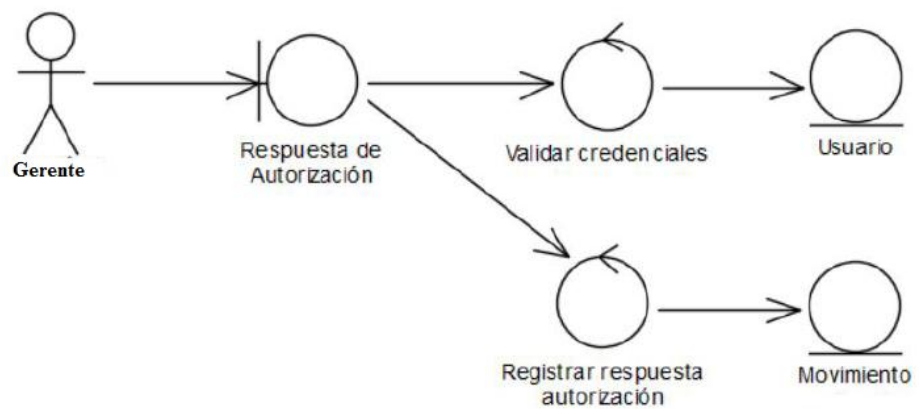 Gerente
Respuesta de
Autorización
Validar credenciales
Usuario
Registrar respuesta
autorización
Movimiento